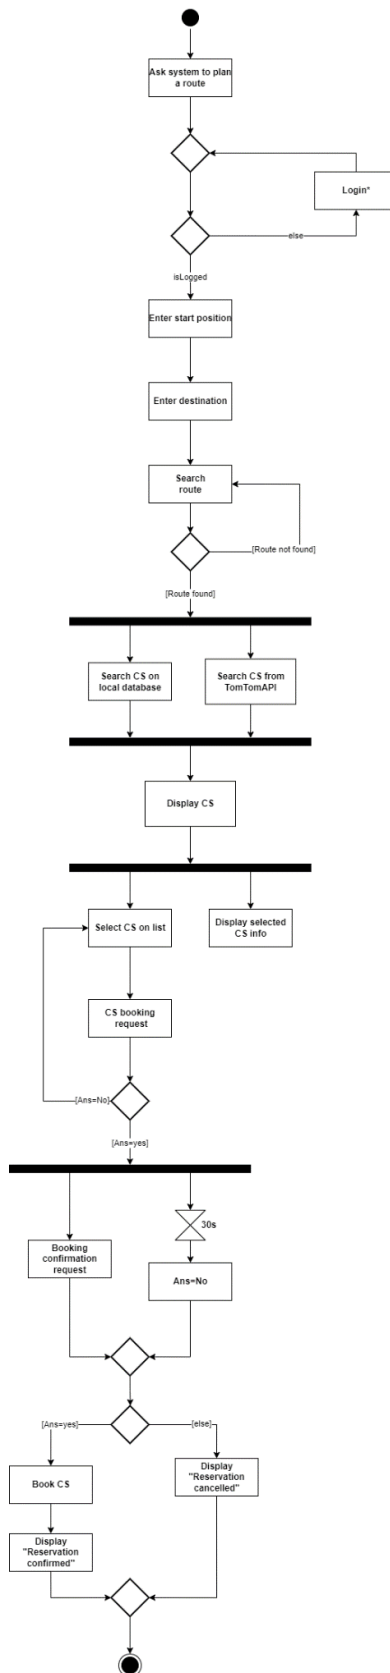 Ask system to plan
a route
Login*
else
isLogged
Enter start position
Enter destination
Search
route
[Route not found]
[Route found]
Search CS on
local database
Search CS from
TomTomAPI
Display CS
Select CS on list
Display selected
CS info
CS booking
request
[Ans=No]
[Ans=yes]
30s
Booking
confirmation
request
Ans=No
[Ans=yes]
[else]
Book CS
Display
"Reservation
cancelled"
Display
"Reservation
confirmed"